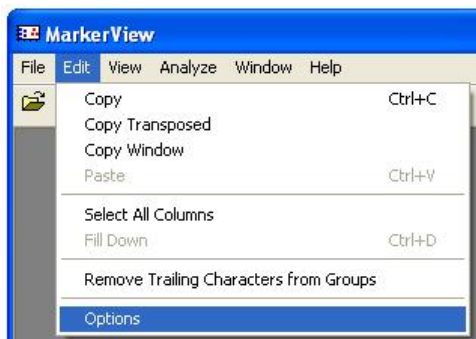 MarkerView
File Edit View Analyze Window Help
Copy Ctrl+C
Copy Transposed
Copy Window
Paste Ctrl+V
Select All Columns
Fill Down Ctrl+D
Remove Trailing Characters from Groups
Options